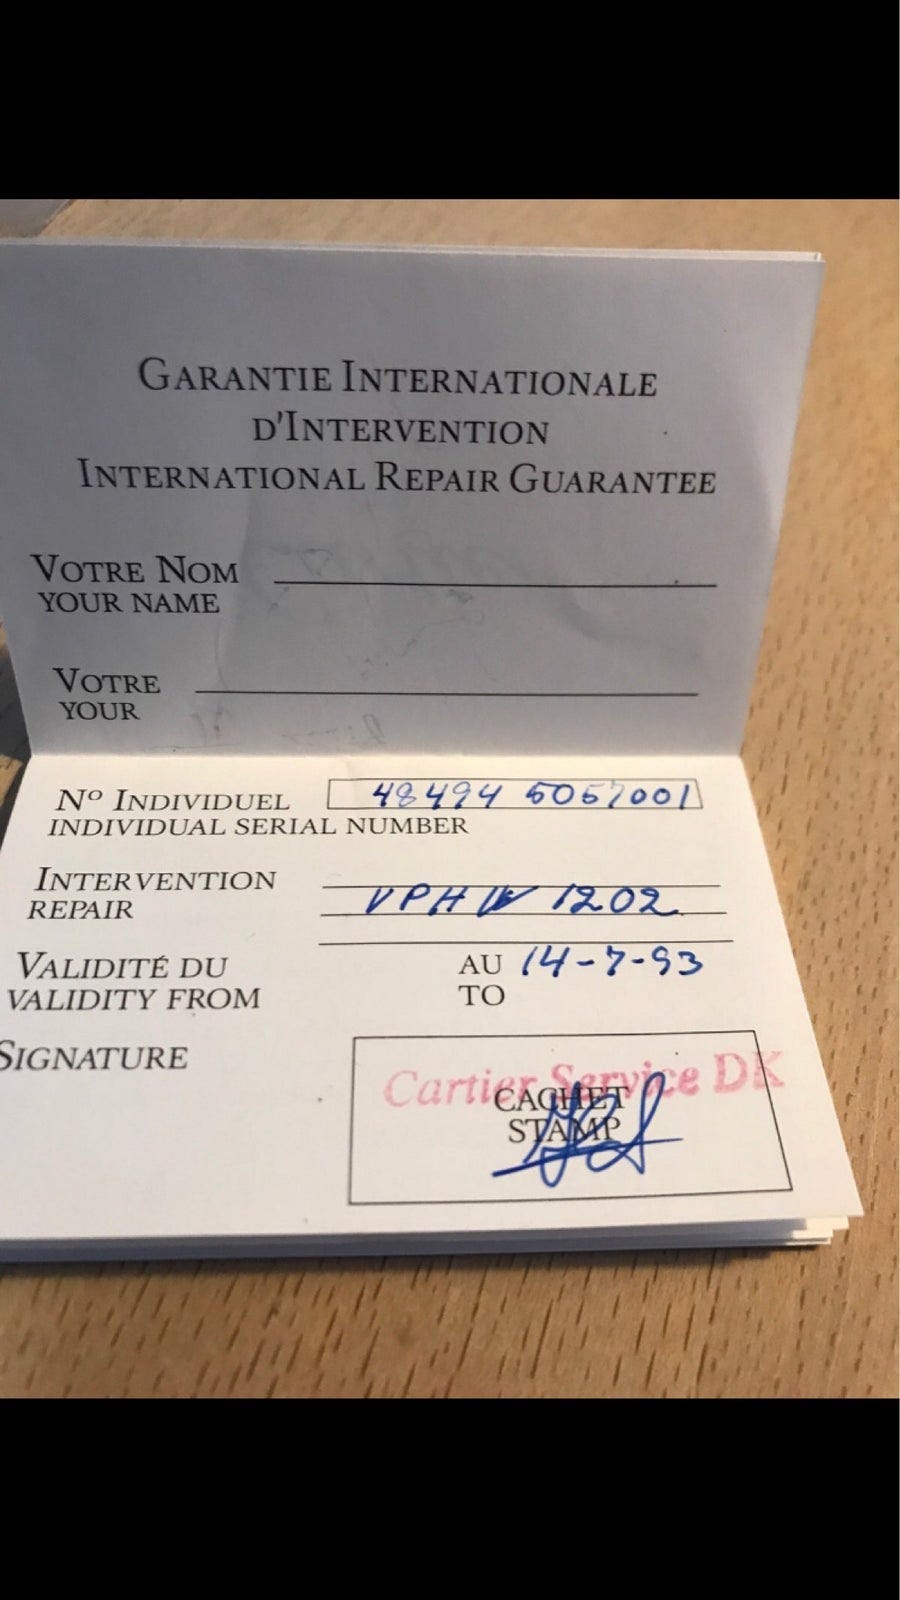 GARANTIE INTERNATIONALE
D'INTERVENTION
INTERNATIONAL REPAIR GUARANTEE
VOTRE NOM
YOUR NAME
VOTRE
YOUR
Nº INDIVIDUEL 48494 5057001
INDIVIDUAL SERIAL NUMBER
INTERVENTION
REPAIR VPHW 1202
VALIDITÉ DU AU 14-7-93
VALIDITY FROM TO
SIGNATURE
Cartier Service DK
CACHET
STAMP